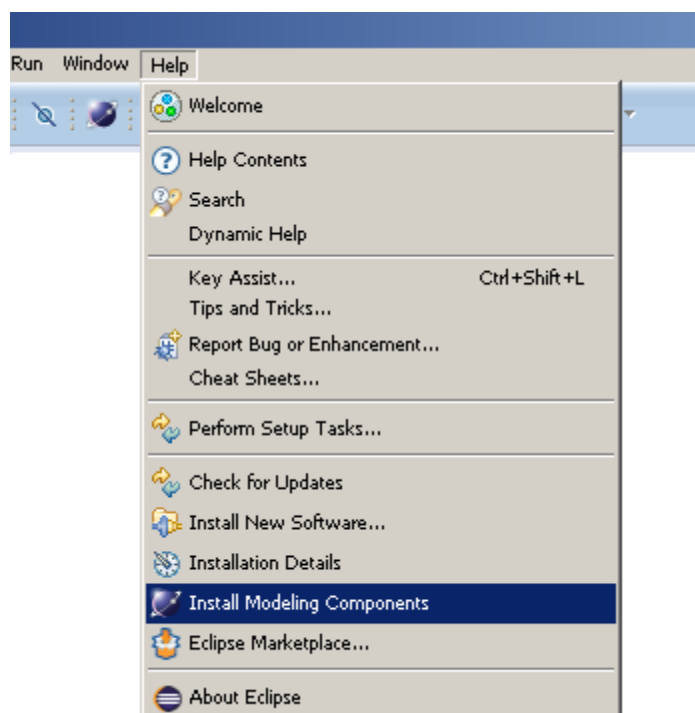 Run Window Help
Welcome
Help Contents
Search
Dynamic Help
Key Assist... Ctrl+Shift+L
Tips and Tricks...
Report Bug or Enhancement...
Cheat Sheets...
Perform Setup Tasks...
Check for Updates
Install New Software...
Installation Details
Install Modeling Components
Eclipse Marketplace...
About Eclipse